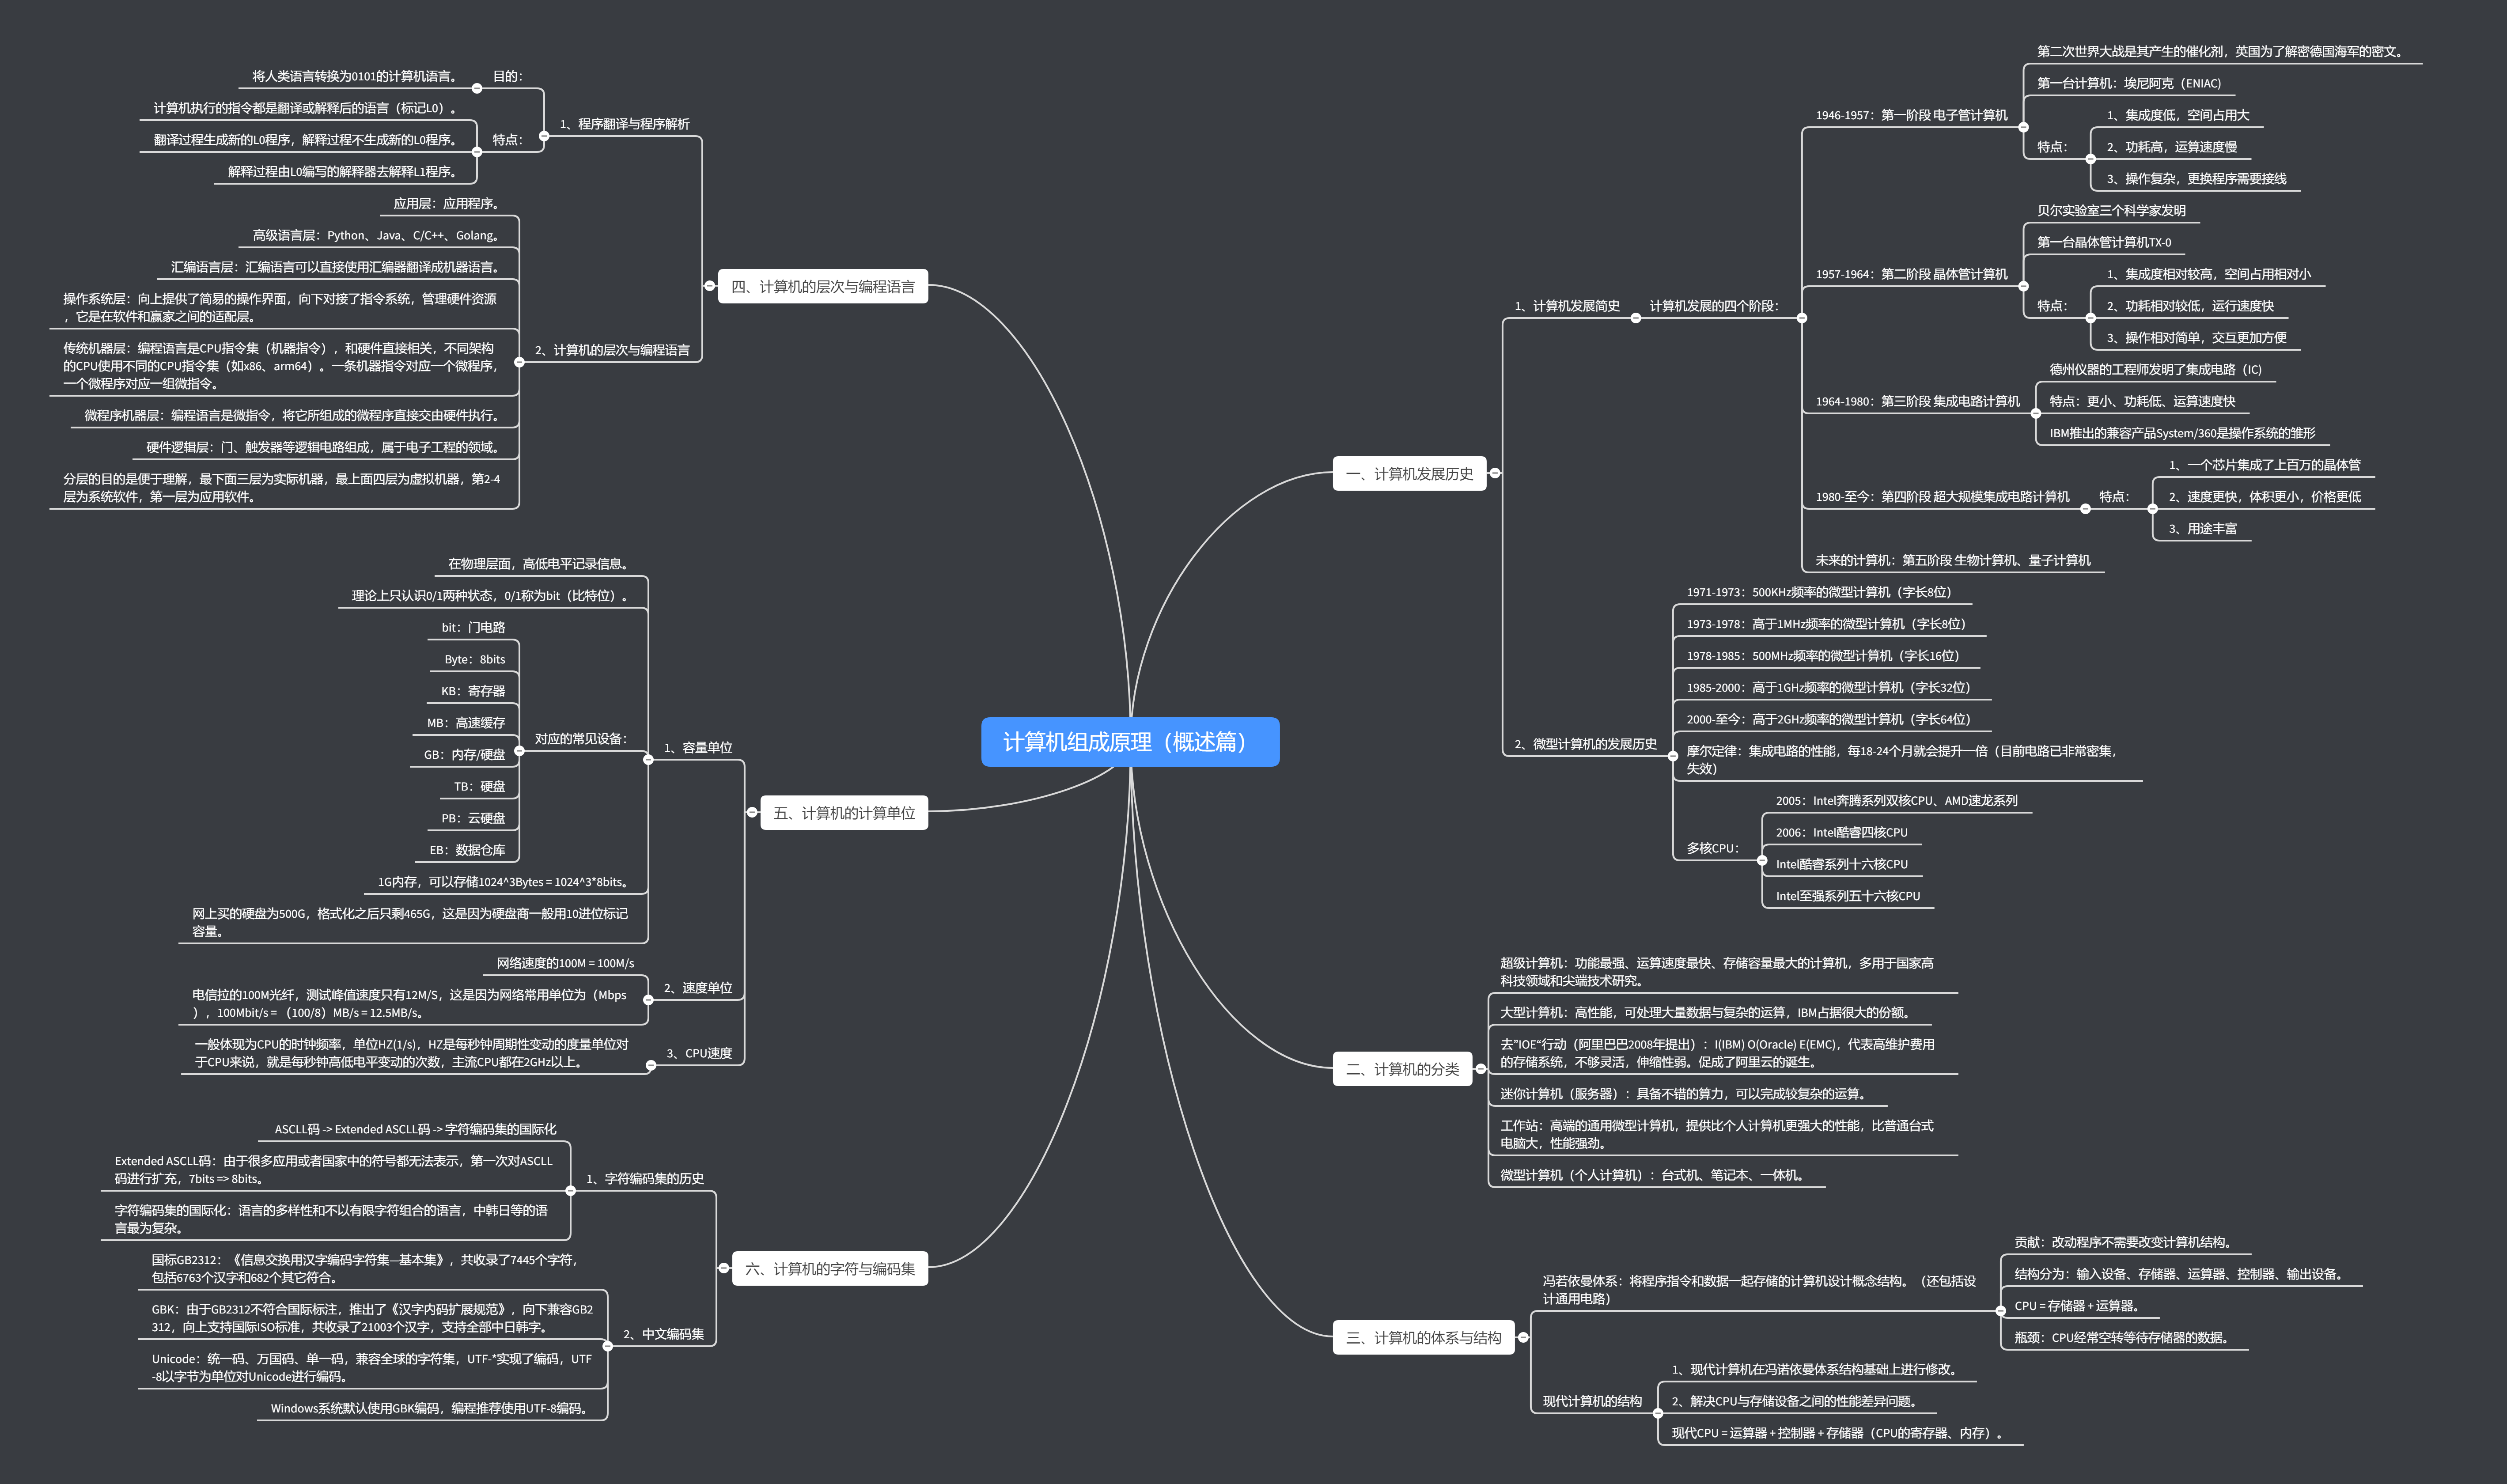 计算机组成原理（概述篇）
一、计算机发展历史
1、计算机发展简史
计算机发展的四个阶段：
1946-1957：第一阶段 电子管计算机
第二次世界大战是其产生的催化剂，英国为了解密德国海军的密文。
第一台计算机：埃尼阿克（ENIAC)
特点：
1、集成度低，空间占用大
2、功耗高，运算速度慢
3、操作复杂，更换程序需要接线
1957-1964：第二阶段 晶体管计算机
贝尔实验室三个科学家发明
第一台晶体管计算机TX-0
特点：
1、集成度相对较高，空间占用相对小
2、功耗相对较低，运行速度快
3、操作相对简单，交互更加方便
1964-1980：第三阶段 集成电路计算机
德州仪器的工程师发明了集成电路（IC)
特点：更小、功耗低、运算速度快
IBM推出的兼容产品System/360是操作系统的雏形
1980-至今：第四阶段 超大规模集成电路计算机
特点：
1、一个芯片集成了上百万的晶体管
2、速度更快，体积更小，价格更低
3、用途丰富
未来的计算机：第五阶段 生物计算机、量子计算机
2、微型计算机的发展历史
1971-1973：500KHz频率的微型计算机（字长8位）
1973-1978：高于1MHz频率的微型计算机（字长8位）
1978-1985：500MHz频率的微型计算机（字长16位）
1985-2000：高于1GHz频率的微型计算机（字长32位）
2000-至今：高于2GHz频率的微型计算机（字长64位）
摩尔定律：集成电路的性能，每18-24个月就会提升一倍（目前电路已非常密集，
失效）
多核CPU：
2005：Intel奔腾系列双核CPU、AMD速龙系列
2006：Intel酷睿四核CPU
Intel酷睿系列十六核CPU
Intel至强系列五十六核CPU
二、计算机的分类
超级计算机：功能最强、运算速度最快、存储容量最大的计算机，多用于国家高
科技领域和尖端技术研究。
大型计算机：高性能，可处理大量数据与复杂的运算，IBM占据很大的份额。
去”IOE“行动（阿里巴巴2008年提出）：I(IBM) O(Oracle) E(EMC)，代表高维护费用
的存储系统，不够灵活，伸缩性弱。促成了阿里云的诞生。
迷你计算机（服务器）：具备不错的算力，可以完成较复杂的运算。
工作站：高端的通用微型计算机，提供比个人计算机更强大的性能，比普通台式
电脑大，性能强劲。
微型计算机（个人计算机）：台式机、笔记本、一体机。
三、计算机的体系与结构
冯若依曼体系：将程序指令和数据一起存储的计算机设计概念结构。（还包括设
计通用电路）
贡献：改动程序不需要改变计算机结构。
结构分为：输入设备、存储器、运算器、控制器、输出设备。
CPU = 存储器 + 运算器。
瓶颈：CPU经常空转等待存储器的数据。
现代计算机的结构
1、现代计算机在冯诺依曼体系结构基础上进行修改。
2、解决CPU与存储设备之间的性能差异问题。
现代CPU = 运算器 + 控制器 + 存储器（CPU的寄存器、内存）。
四、计算机的层次与编程语言
1、程序翻译与程序解析
目的：
将人类语言转换为0101的计算机语言。
特点：
计算机执行的指令都是翻译或解释后的语言（标记L0）。
翻译过程生成新的L0程序，解释过程不生成新的L0程序。
解释过程由L0编写的解释器去解释L1程序。
2、计算机的层次与编程语言
应用层：应用程序。
高级语言层：Python、Java、C/C++、Golang。
汇编语言层：汇编语言可以直接使用汇编器翻译成机器语言。
操作系统层：向上提供了简易的操作界面，向下对接了指令系统，管理硬件资源
，它是在软件和赢家之间的适配层。
传统机器层：编程语言是CPU指令集（机器指令），和硬件直接相关，不同架构
的CPU使用不同的CPU指令集（如x86、arm64）。一条机器指令对应一个微程序，
一个微程序对应一组微指令。
微程序机器层：编程语言是微指令，将它所组成的微程序直接交由硬件执行。
硬件逻辑层：门、触发器等逻辑电路组成，属于电子工程的领域。
分层的目的是便于理解，最下面三层为实际机器，最上面四层为虚拟机器，第2-4
层为系统软件，第一层为应用软件。
五、计算机的计算单位
1、容量单位
在物理层面，高低电平记录信息。
理论上只认识0/1两种状态，0/1称为bit（比特位）。
对应的常见设备：
bit：门电路
Byte：8bits
KB：寄存器
MB：高速缓存
GB：内存/硬盘
TB：硬盘
PB：云硬盘
EB：数据仓库
1G内存，可以存储1024^3Bytes = 1024^3*8bits。
网上买的硬盘为500G，格式化之后只剩465G，这是因为硬盘商一般用10进位标记
容量。
2、速度单位
网络速度的100M = 100M/s
电信拉的100M光纤，测试峰值速度只有12M/S，这是因为网络常用单位为（Mbps
），100Mbit/s = （100/8）MB/s = 12.5MB/s。
3、CPU速度
一般体现为CPU的时钟频率，单位HZ(1/s)，HZ是每秒钟周期性变动的度量单位对
于CPU来说，就是每秒钟高低电平变动的次数，主流CPU都在2GHz以上。
六、计算机的字符与编码集
1、字符编码集的历史
ASCLL码 -> Extended ASCLL码 -> 字符编码集的国际化
Extended ASCLL码：由于很多应用或者国家中的符号都无法表示，第一次对ASCLL
码进行扩充，7bits => 8bits。
字符编码集的国际化：语言的多样性和不以有限字符组合的语言，中韩日等的语
言最为复杂。
2、中文编码集
国标GB2312：《信息交换用汉字编码字符集—基本集》，共收录了7445个字符，
包括6763个汉字和682个其它符合。
GBK：由于GB2312不符合国际标注，推出了《汉字内码扩展规范》，向下兼容GB2
312，向上支持国际ISO标准，共收录了21003个汉字，支持全部中日韩字。
Unicode：统一码、万国码、单一码，兼容全球的字符集，UTF-*实现了编码，UTF
-8以字节为单位对Unicode进行编码。
Windows系统默认使用GBK编码，编程推荐使用UTF-8编码。